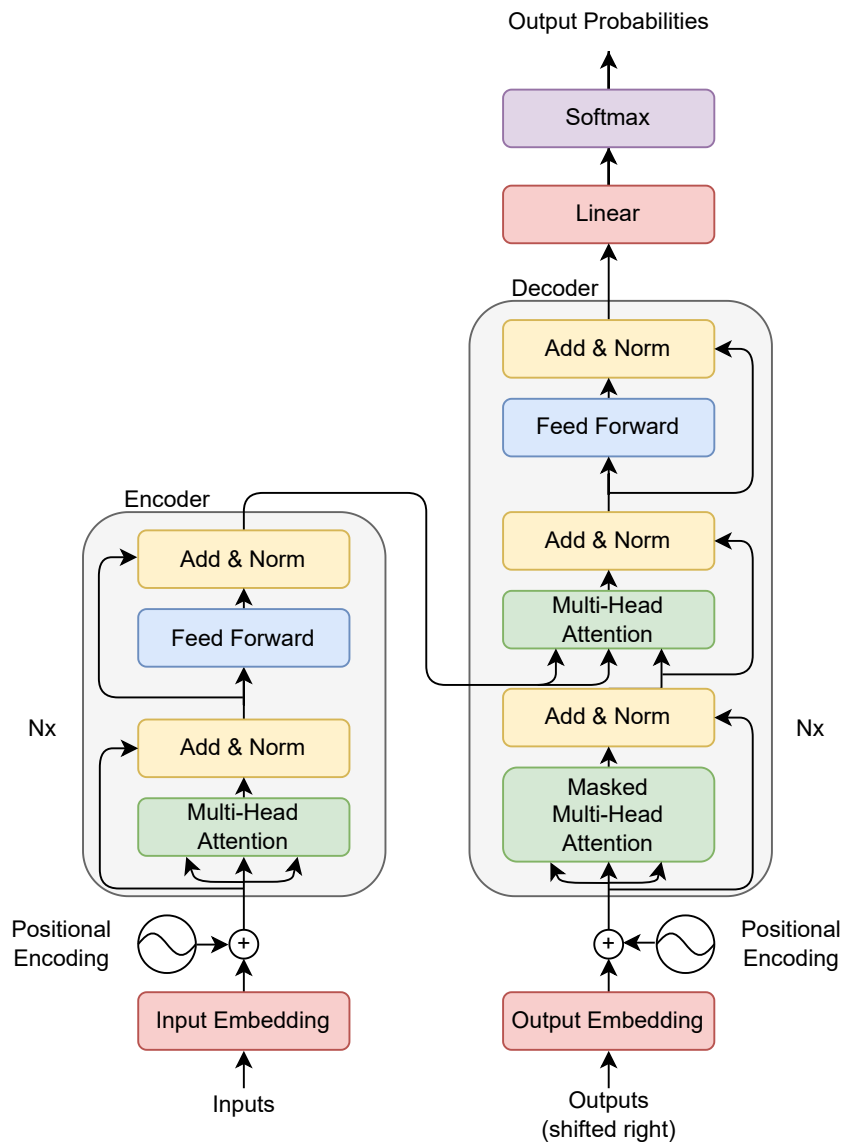 Output Probabilities
Softmax
Linear
Decoder
Add & Norm
Feed Forward
Add & Norm
Multi-Head
Attention
Add & Norm
Masked
Multi-Head
Attention
Nx
Positional
Encoding
+
Output Embedding
Outputs
(shifted right)
Encoder
Add & Norm
Feed Forward
Add & Norm
Multi-Head
Attention
Nx
Positional
Encoding
+
Input Embedding
Inputs